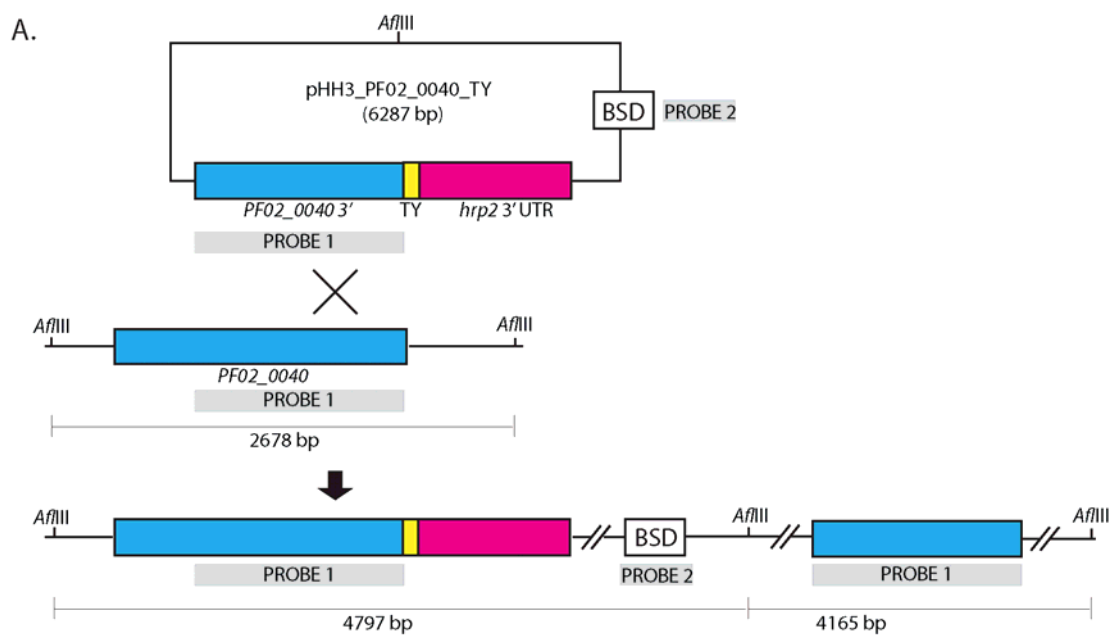 A.
AflIII
pHH3_PF02_0040_TY
(6287 bp)
BSD PROBE 2
PF02_0040 3’ TY hrp2 3’ UTR
PROBE 1
AflIII AflIII
PF02_0040
PROBE 1
2678 bp
AflIII AflIII AflIII
BSD
PROBE 1 PROBE 2 PROBE 1
4797 bp 4165 bp